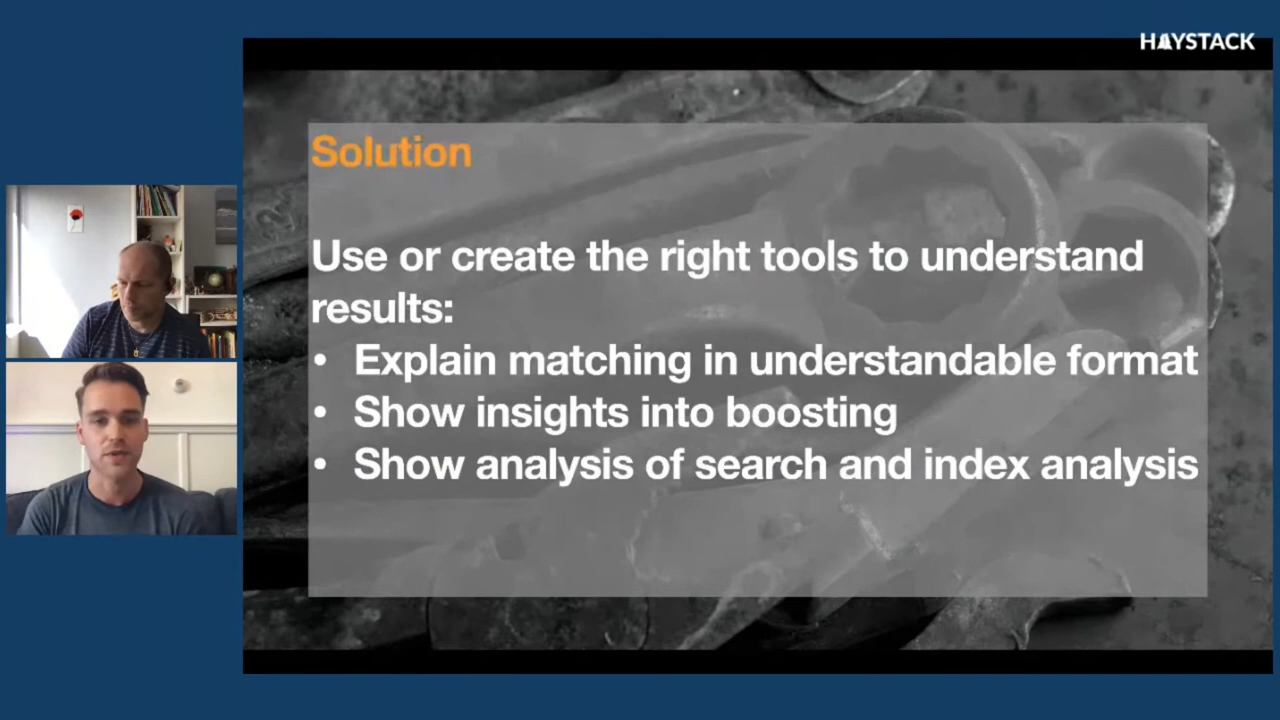 HAYSTACK
Solution
Use or create the right tools to understand
results:
• Explain matching in understandable format
• Show insights into boosting
• Show analysis of search and index analysis